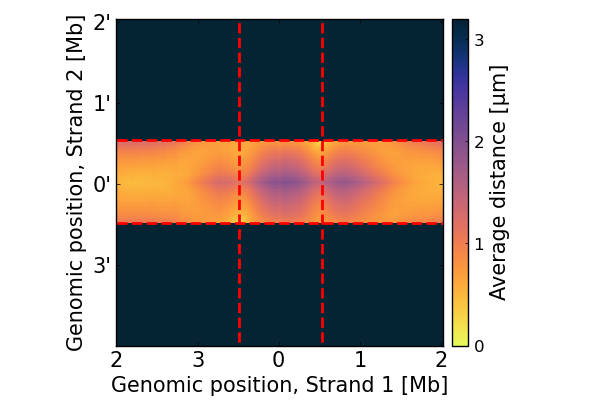 2'
1'
0'
3'
Genomic position, Strand 2 [Mb]
2 3 0 1 2
Genomic position, Strand 1 [Mb]
3
2
1
0
Average distance [μm]